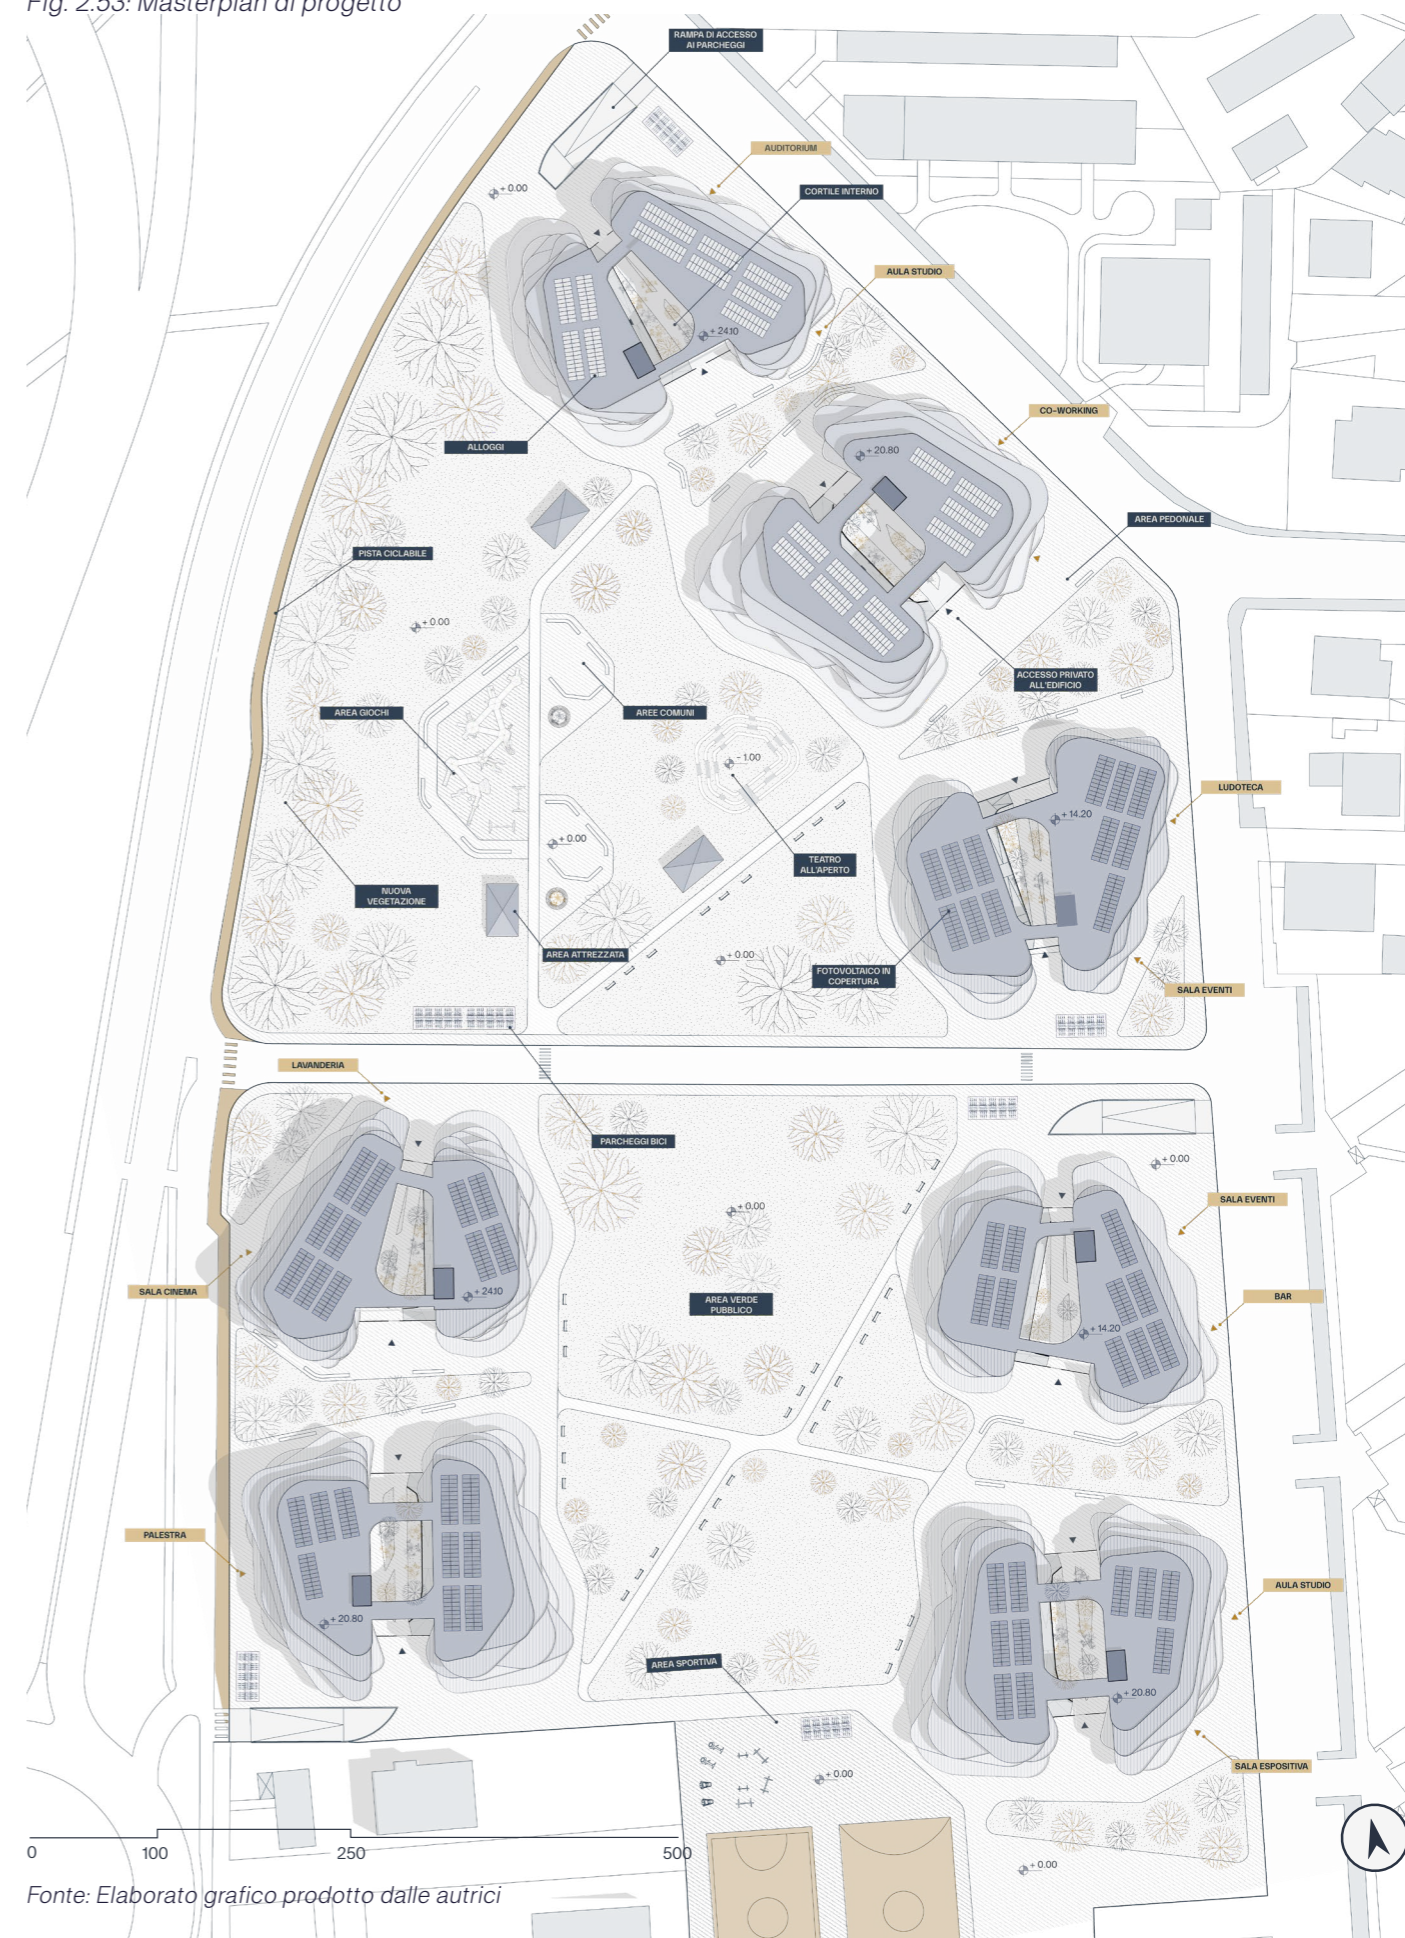 Fig. 2.53: Masterplan di progetto
RAMPA DI ACCESSO
AI PARCHEGGI
AUDITORIUM
CORTILE INTERNO
+ 0.00
AULA STUDIO
+ 24.10
CO-WORKING
ALLOGGI
+ 20.80
AREA PEDONALE
PISTA CICLABILE
+ 0.00
ACCESSO PRIVATO
ALL'EDIFICIO
AREA GIOCHI
AREE COMUNI
- 1.00
LUDOTECA
+ 14.20
+ 0.00
TEATRO
ALL'APERTO
NUOVA
VEGETAZIONE
AREA ATTREZZATA
+ 0.00
FOTOVOLTAICO IN
COPERTURA
SALA EVENTI
LAVANDERIA
PARCHEGGI BICI
+ 0.00
+ 0.00
SALA EVENTI
SALA CINEMA
+ 24.10
AREA VERDE
PUBBLICO
BAR
+ 14.20
PALESTRA
AULA STUDIO
+ 20.80
AREA SPORTIVA
+ 20.80
SALA ESPOSITIVA
+ 0.00
0 100 250 500
+ 0.00
Fonte: Elaborato grafico prodotto dalle autrici